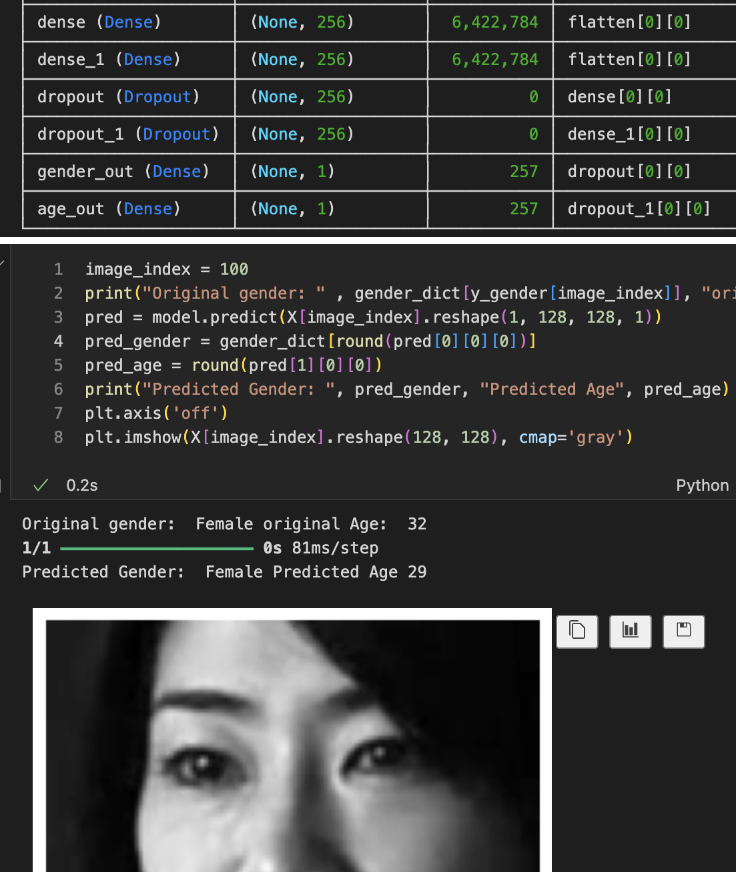 dense (Dense) (None, 256) 6,422,784 flatten[0][0]
dense_1 (Dense) (None, 256) 6,422,784 flatten[0][0]
dropout (Dropout) (None, 256) 0 dense[0][0]
dropout_1 (Dropout) (None, 256) 0 dense_1[0][0]
gender_out (Dense) (None, 1) 257 dropout[0][0]
age_out (Dense) (None, 1) 257 dropout_1[0][0]
1 image_index = 100
2 print("Original gender: " , gender_dict[y_gender[image_index]], "ori
3 pred = model.predict(X[image_index].reshape(1, 128, 128, 1))
4 pred_gender = gender_dict[round(pred[0][0][0])]
5 pred_age = round(pred[1][0][0])
6 print("Predicted Gender: ", pred_gender, "Predicted Age", pred_age)
7 plt.axis('off')
8 plt.imshow(X[image_index].reshape(128, 128), cmap='gray')
0.2s Python
Original gender:  Female original Age:  32
1/1 0s 81ms/step
Predicted Gender:  Female Predicted Age 29